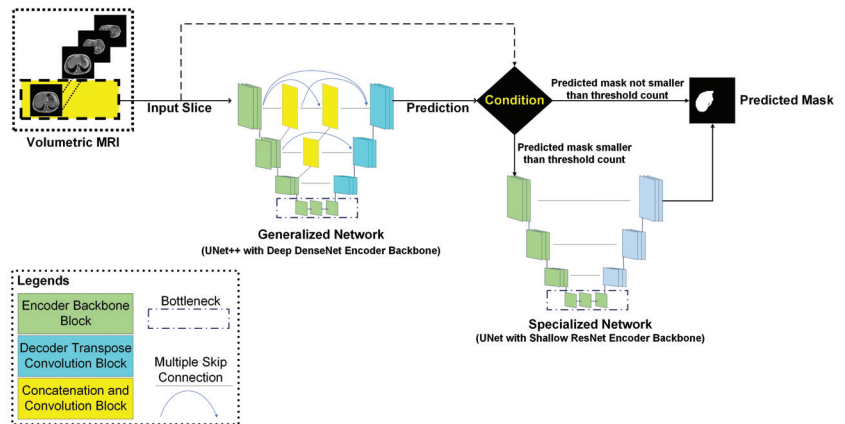 Volumetric MRI
Input Slice
Prediction
Condition
Predicted mask not smaller
than threshold count
Predicted Mask
Predicted mask smaller
than threshold count
Generalized Network
(UNet++ with Deep DenseNet Encoder Backbone)
Specialized Network
(UNet with Shallow ResNet Encoder Backbone)
Legends
Encoder Backbone
Block
Bottleneck
Decoder Transpose
Convolution Block
Multiple Skip
Connection
Concatenation and
Convolution Block